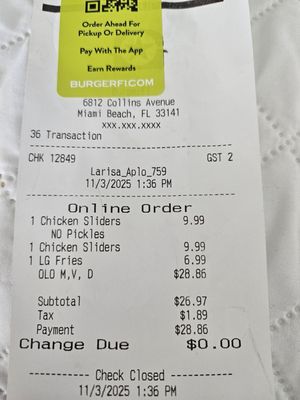 Order Ahead For
Pickup Or Delivery
Pay With The App
Earn Rewards
BURGERFI.COM
6812 Collins Avenue
Miami Beach, FL 33141
xxx.xxx.xxxx
36 Transaction
CHK 12849 GST 2
Larisa_Aplo_759
11/3/2025 1:36 PM
Online Order
1 Chicken Sliders 9.99
NO Pickles
1 Chicken Sliders 9.99
1 LG Fries 6.99
OLO M,V, D $28.86
Subtotal $26.97
Tax $1.89
Payment $28.86
Change Due $0.00
---------- Check Closed ----------
11/3/2025 1:36 PM